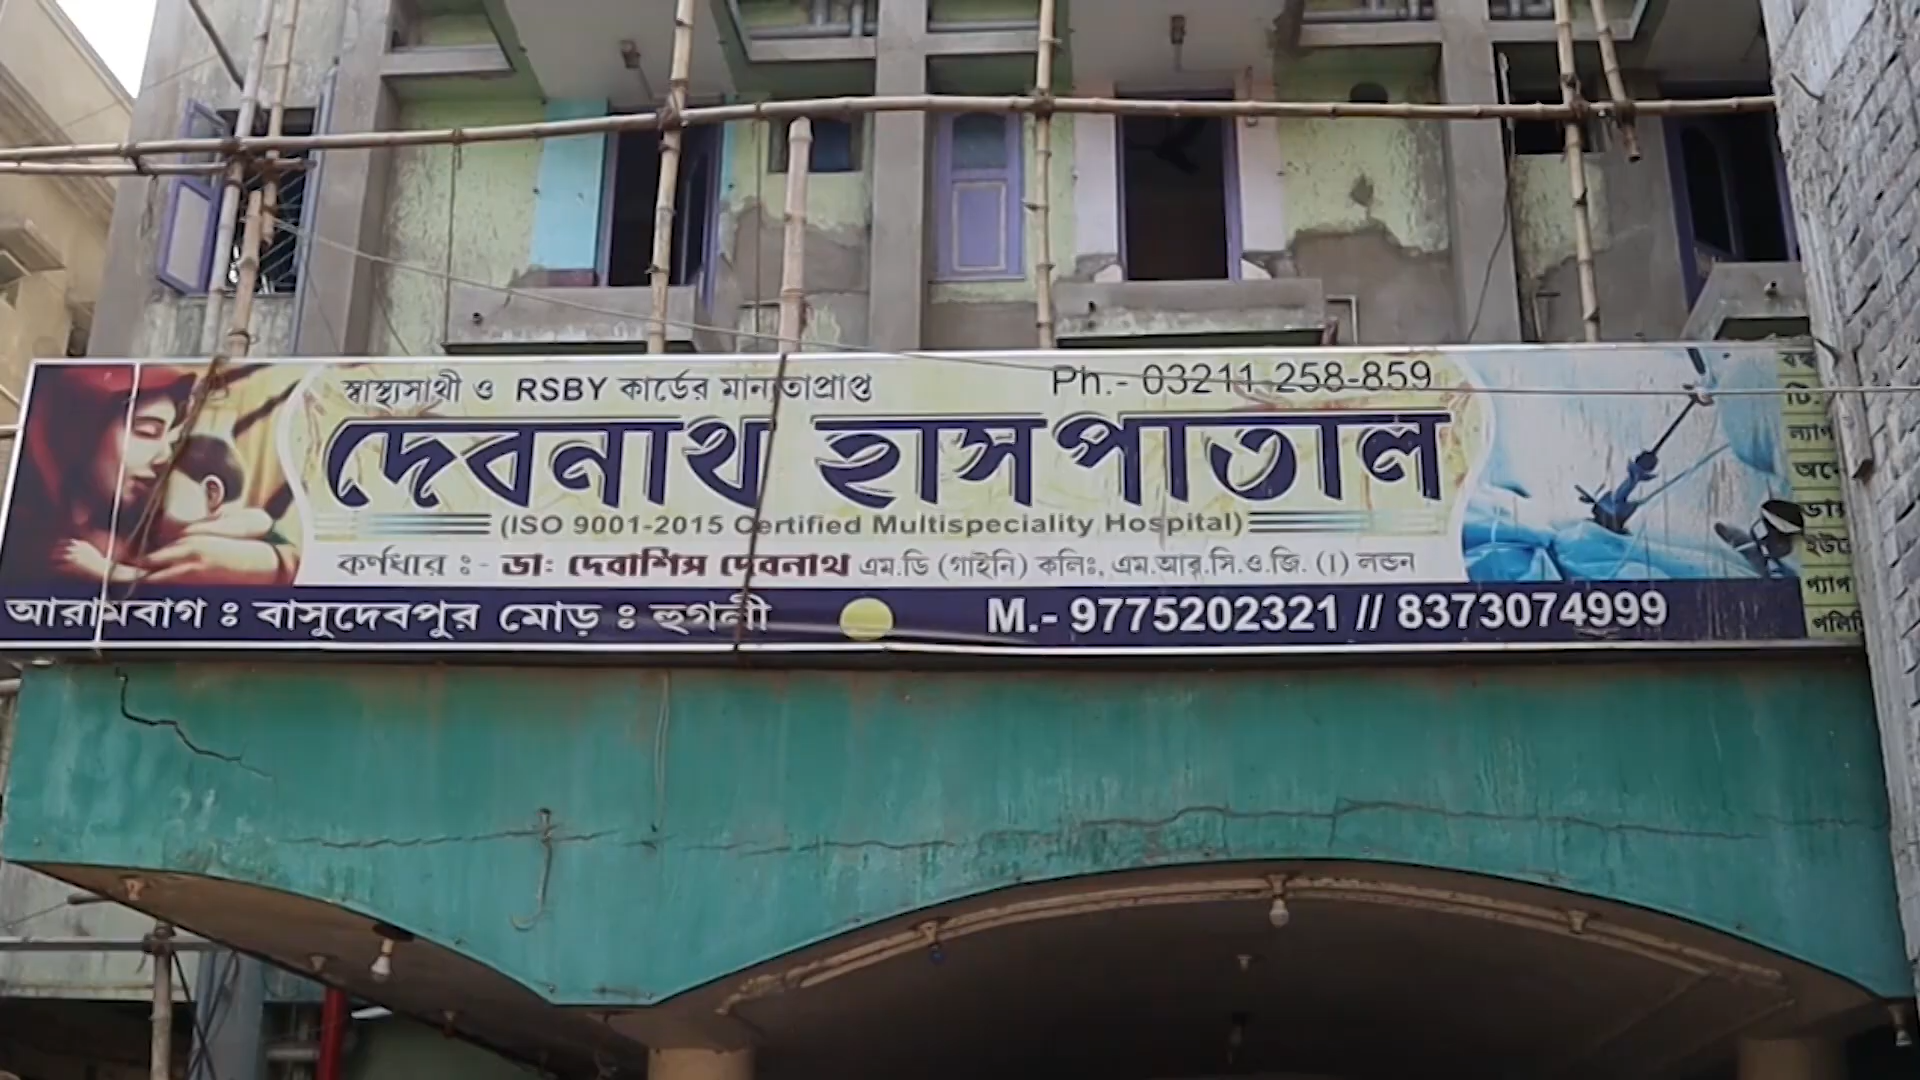 স্বাস্থ্যসাথী ও RSBY কার্ডের মান্যতাপ্রাপ্ত
Ph.- 03211-258-859
দেবনাথ হাসপাতাল
(ISO 9001-2015 Certified Multispeciality Hospital)
কর্ণধার ঃ- ডাঃ দেবাশিস দেবনাথ এম.ডি (গাইনি) কলিঃ, এম.আর.সি.ও.জি. (I) লন্ডন
আরামবাগ ঃ বাসুদেবপুর মোড় ঃ হুগলী
M.- 9775202321 // 8373074999